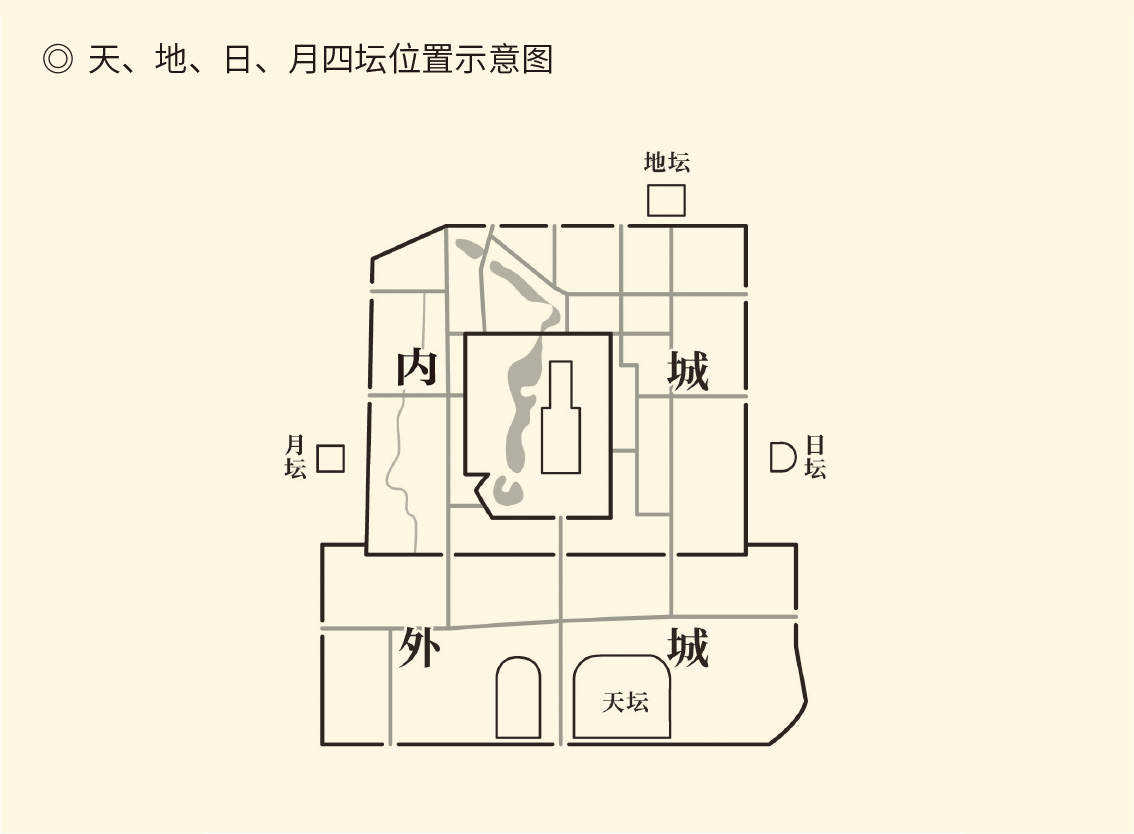 ◎ 天、地、日、月四坛位置示意图
地坛
内 城
月坛
日坛
外 城
天坛